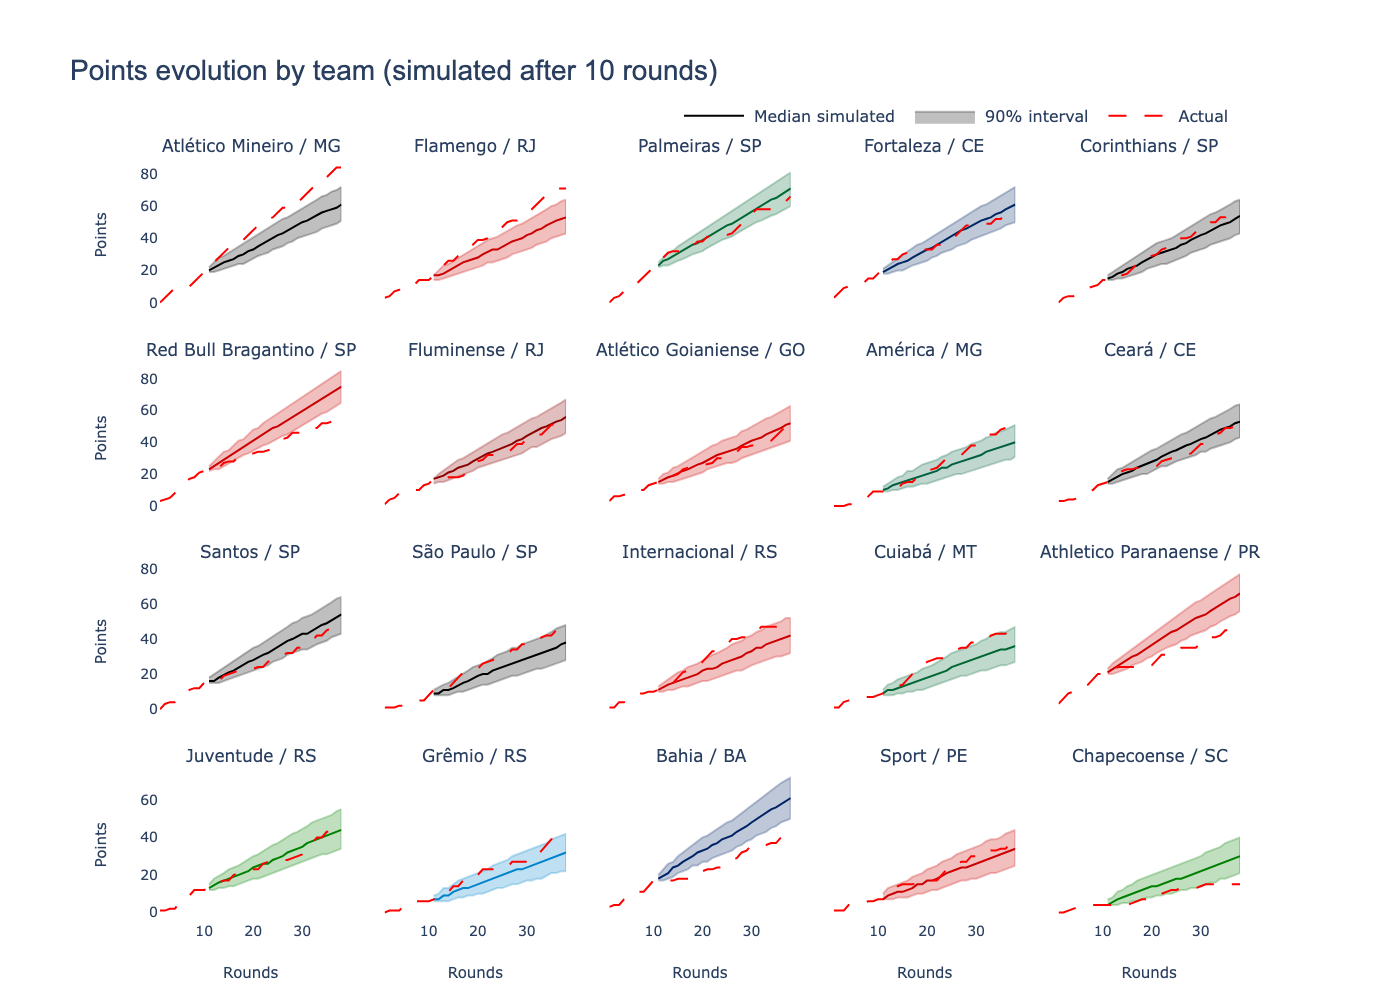 Points evolution by team (simulated after 10 rounds)
Median simulated 90% interval Actual
Atlético Mineiro / MG Flamengo / RJ Palmeiras / SP Fortaleza / CE Corinthians / SP
80
60
40
20
0
Points
Red Bull Bragantino / SP Fluminense / RJ Atlético Goianiense / GO América / MG Ceará / CE
80
60
40
20
0
Points
Santos / SP São Paulo / SP Internacional / RS Cuiabá / MT Athletico Paranaense / PR
80
60
40
20
0
Points
Juventude / RS Grêmio / RS Bahia / BA Sport / PE Chapecoense / SC
60
40
20
0
Points
10 20 30 10 20 30 10 20 30 10 20 30 10 20 30
Rounds Rounds Rounds Rounds Rounds